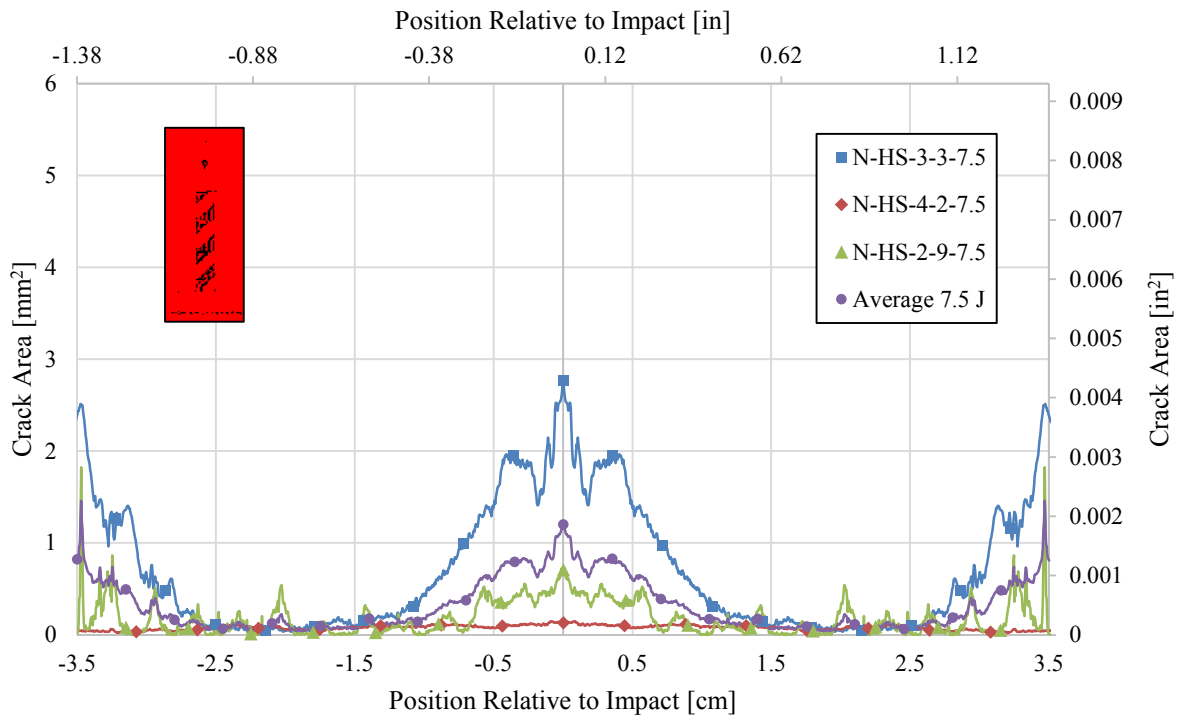 Position Relative to Impact [in]
-1.38 -0.88 -0.38 0.12 0.62 1.12
6
5
4
3
2
1
0
Crack Area [mm²]
0.009
0.008
0.007
0.006
0.005
0.004
0.003
0.002
0.001
0
Crack Area [in²]
N-HS-3-3-7.5
N-HS-4-2-7.5
N-HS-2-9-7.5
Average 7.5 J
-3.5 -2.5 -1.5 -0.5 0.5 1.5 2.5 3.5
Position Relative to Impact [cm]